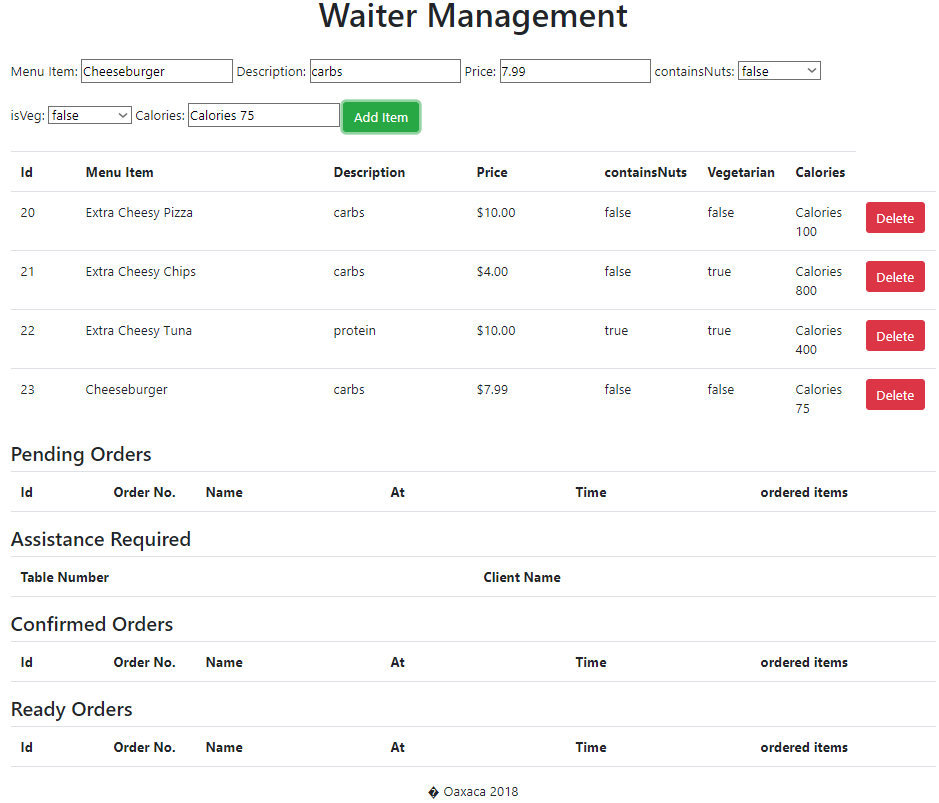 Waiter Management
Menu Item: Cheeseburger Description: carbs Price: 7.99 containsNuts: false
isVeg: false Calories: Calories 75 Add Item
Id Menu Item Description Price containsNuts Vegetarian Calories
20 Extra Cheesy Pizza carbs $10.00 false false Calories 100 Delete
21 Extra Cheesy Chips carbs $4.00 false true Calories 800 Delete
22 Extra Cheesy Tuna protein $10.00 true true Calories 400 Delete
23 Cheeseburger carbs $7.99 false false Calories 75 Delete
Pending Orders
Id Order No. Name At Time ordered items
Assistance Required
Table Number Client Name
Confirmed Orders
Id Order No. Name At Time ordered items
Ready Orders
Id Order No. Name At Time ordered items
� Oaxaca 2018